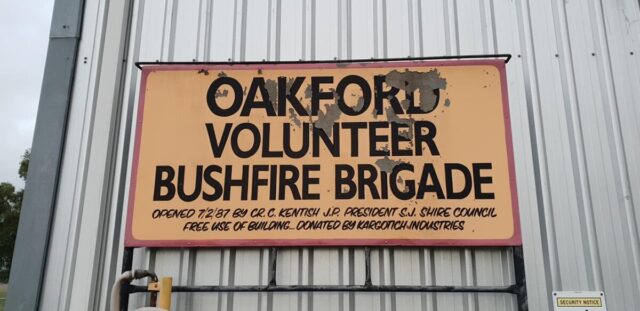 OAKFORD
VOLUNTEER
BUSHFIRE BRIGADE
OPENED 7/2/87 BY CR. C. KENTISH J.P. PRESIDENT S.J. SHIRE COUNCIL
FREE USE OF BUILDING... DONATED BY KARGOTICH INDUSTRIES
SECURITY NOTICE